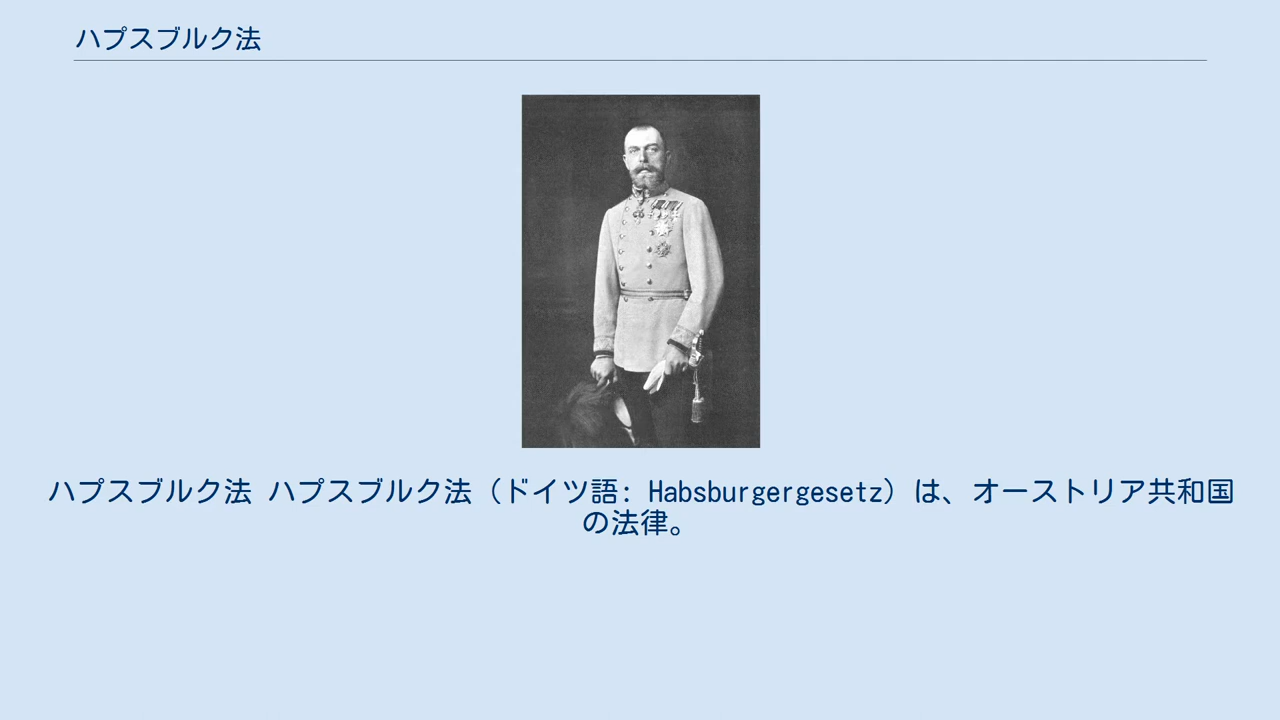 ハプスブルク法
ハプスブルク法 ハプスブルク法（ドイツ語: Habsburgergesetz）は、オーストリア共和国
の法律。